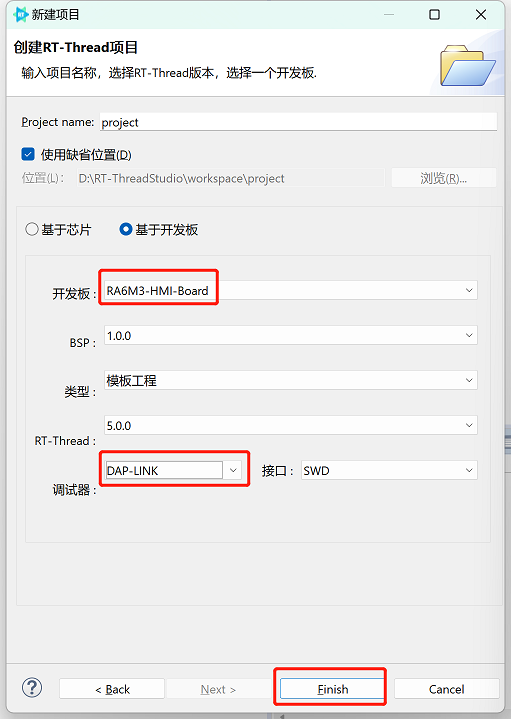 新建项目
创建RT-Thread项目
输入项目名称，选择RT-Thread版本，选择一个开发板.
Project name: project
使用缺省位置(D)
位置(L)： D:\RT-ThreadStudio\workspace\project 浏览(R)...
基于芯片 基于开发板
开发板： RA6M3-HMI-Board
BSP： 1.0.0
类型： 模板工程
RT-Thread： 5.0.0
调试器： DAP-LINK 接口： SWD
? < Back Next > Finish Cancel